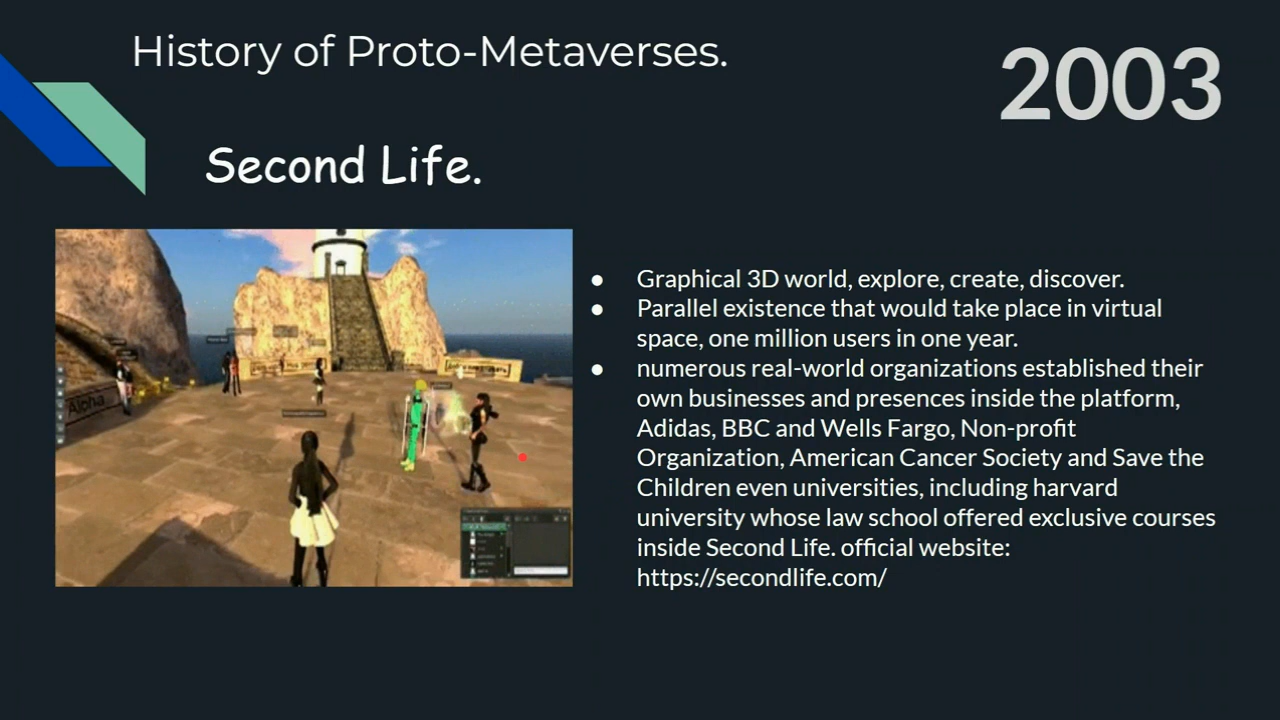 History of Proto-Metaverses.
2003
Second Life.
Alpha
● Graphical 3D world, explore, create, discover.
● Parallel existence that would take place in virtual
space, one million users in one year.
● numerous real-world organizations established their
own businesses and presences inside the platform,
Adidas, BBC and Wells Fargo, Non-profit
Organization, American Cancer Society and Save the
Children even universities, including harvard
university whose law school offered exclusive courses
inside Second Life. official website:
https://secondlife.com/